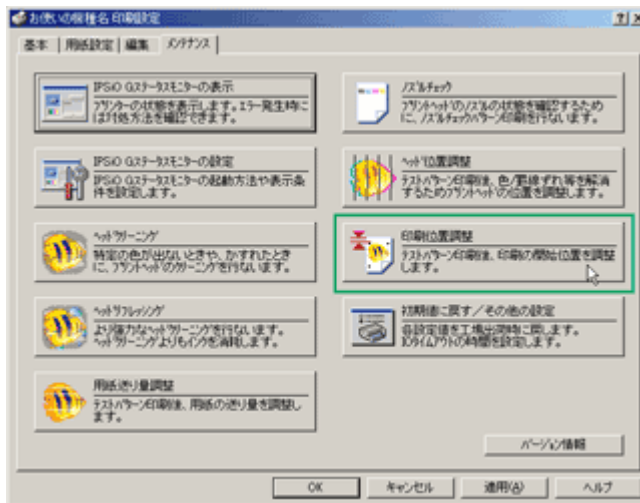 お使いの機種名 印刷設定
基本 用紙設定 編集 メンテナンス
IPSiO Gステータスモニターの表示
プリンターの状態を表示します。エラー発生時に
は対処方法を確認できます。
ノズルチェック
プリントヘッドのノズルの状態を確認するため
に、ノズルチェックパターン印刷を行ないます。
IPSiO Gステータスモニターの設定
IPSiO Gステータスモニターの起動方法や表示条
件を設定します。
ヘッド位置調整
テストパターン印刷後、色/罫線ずれ等を解消
するためプリントヘッドの位置を調整します。
ヘッドクリーニング
特定の色が出ないときや、かすれたとき
に、プリントヘッドのクリーニングを行ないます。
印刷位置調整
テストパターン印刷後、印刷の開始位置を調整
します。
ヘッドリフレッシング
より強力なヘッドクリーニングを行ないます。
ヘッドクリーニングよりもインクを消耗します。
初期値に戻す/その他の設定
各設定値を工場出荷時に戻します。
IOタイムアウトの時間を設定します。
用紙送り量調整
テストパターン印刷後、用紙の送り量を調整し
ます。
バージョン情報
OK キャンセル 適用(A) ヘルプ